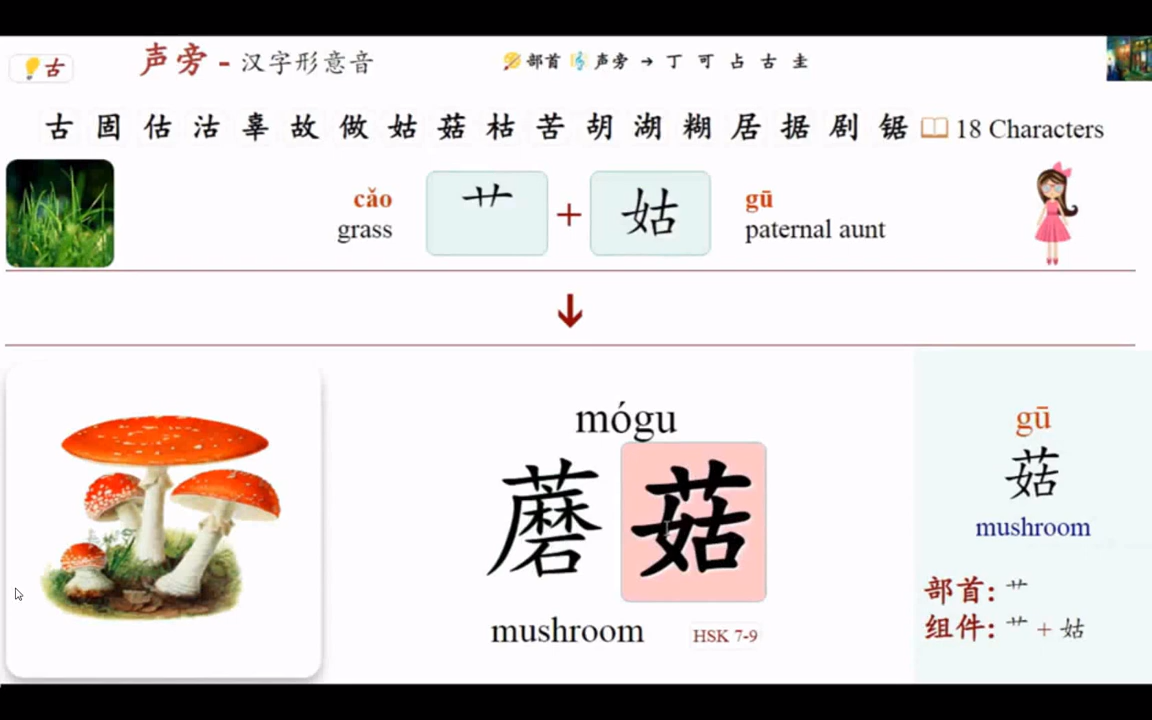 古
声旁 - 汉字形意音
部首 声旁 → 丁 可 占 古 圭
古 固 估 沽 辜 故 做 姑 菇 枯 苦 胡 湖 糊 居 据 剧 锯 18 Characters
cǎo
grass
艹 + 姑
gū
paternal aunt
↓
mógu
蘑菇
mushroom
HSK 7-9
gū
菇
mushroom
部首: 艹
组件: 艹 + 姑